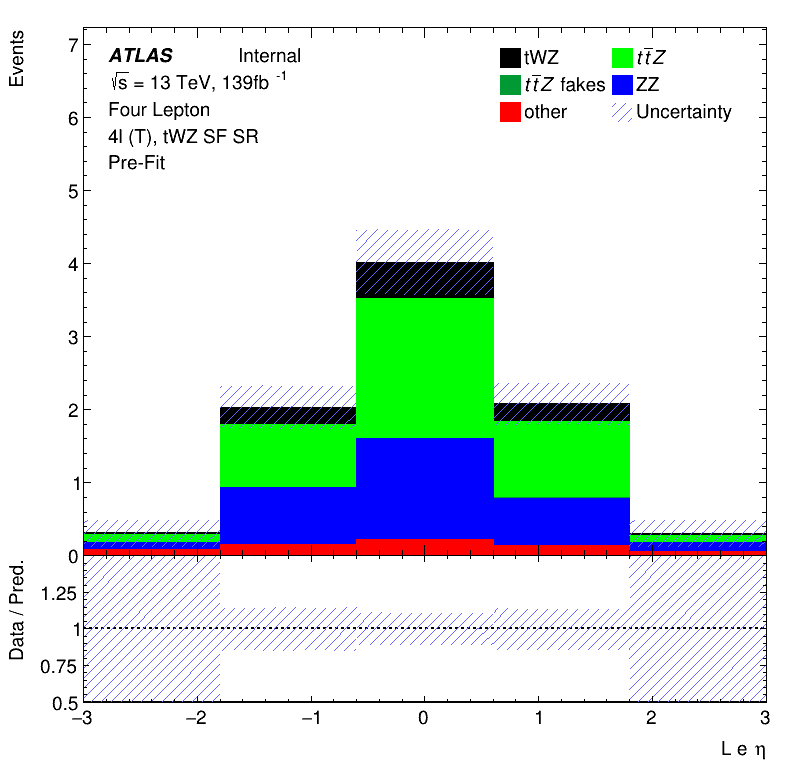 Events
7
6
5
4
3
2
1
0
ATLAS Internal
√s = 13 TeV, 139fb⁻¹
Four Lepton
4l (T), tWZ SF SR
Pre-Fit
tWZ
tt̄Z
tt̄Z fakes
ZZ
other
Uncertainty
Data / Pred.
1.25
1
0.75
0.5
−3 −2 −1 0 1 2 3
L e η